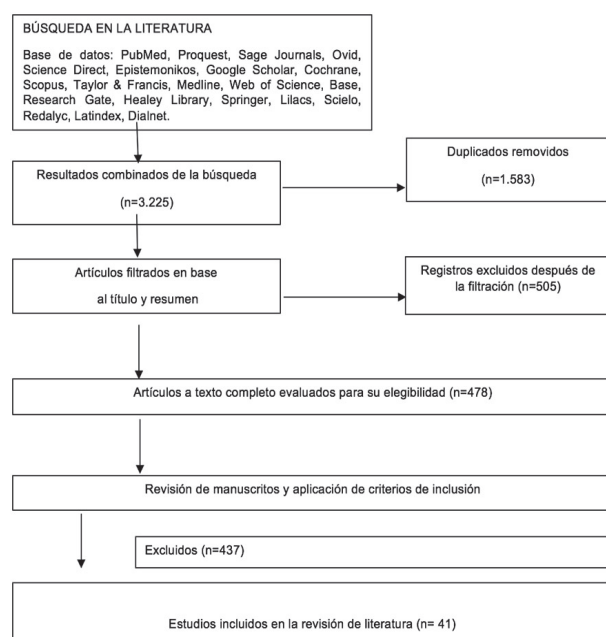 BÚSQUEDA EN LA LITERATURA
Base de datos: PubMed, Proquest, Sage Journals, Ovid,
Science Direct, Epistemonikos, Google Scholar, Cochrane,
Scopus, Taylor & Francis, Medline, Web of Science, Base,
Research Gate, Healey Library, Springer, Lilacs, Scielo,
Redalyc, Latindex, Dialnet.
Resultados combinados de la búsqueda
(n=3.225)
Duplicados removidos
(n=1.583)
Artículos filtrados en base
al título y resumen
Registros excluidos después de
la filtración (n=505)
Artículos a texto completo evaluados para su elegibilidad (n=478)
Revisión de manuscritos y aplicación de criterios de inclusión
Excluidos (n=437)
Estudios incluidos en la revisión de literatura (n= 41)